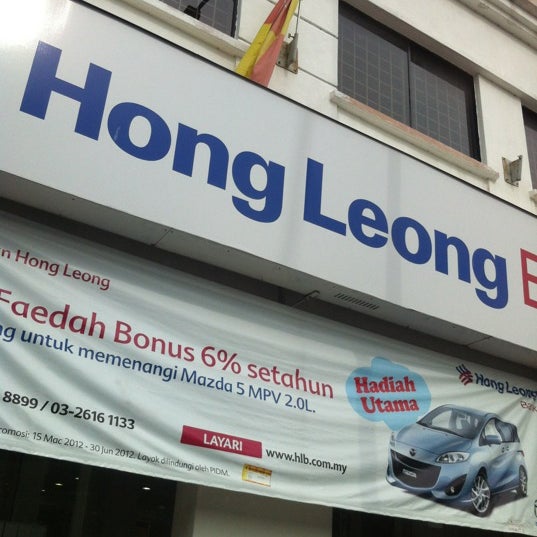 Hong Leong
n Hong Leong
Faedah Bonus 6% setahun
untuk memenangi Mazda 5 MPV 2.0L.
Hadiah
Utama
Hong Leong
8899 / 03-2616 1133
LAYARI www.hlb.com.my
romosi: 15 Mac 2012 - 30 Jun 2012. Layak dilindungi oleh PIDM.